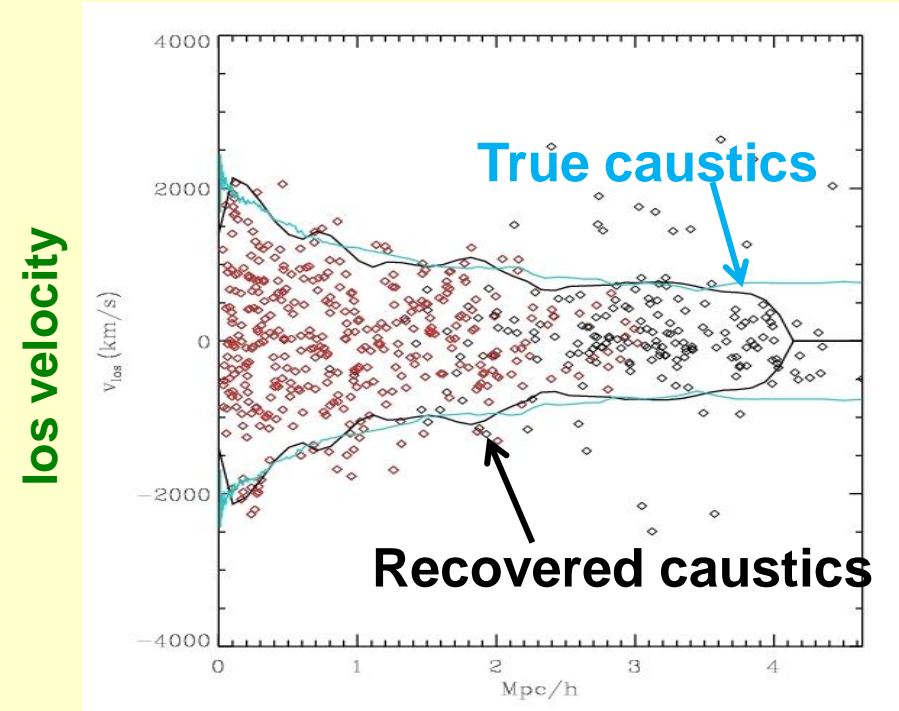 4000
2000
0
−2000
−4000
los velocity
v_los (km/s)
True caustics
Recovered caustics
0 1 2 3 4
Mpc/h